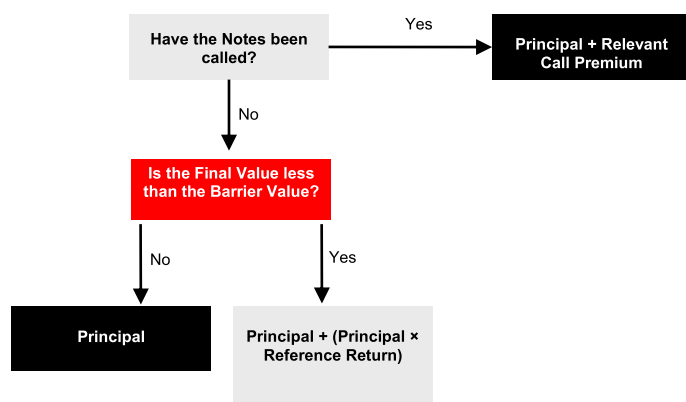 Have the Notes been
called?
Yes
Principal + Relevant
Call Premium
No
Is the Final Value less
than the Barrier Value?
No
Yes
Principal
Principal + (Principal ×
Reference Return)